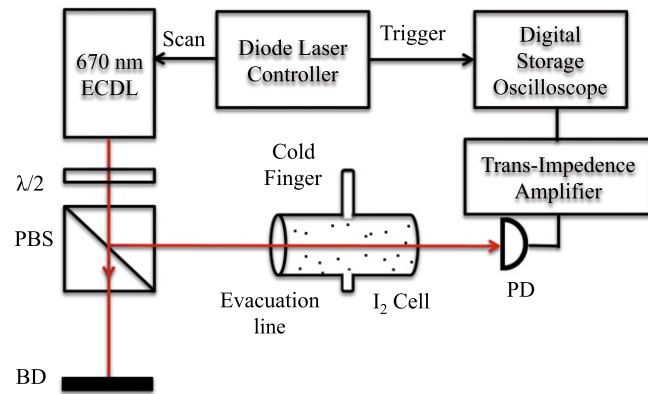 670 nm
ECDL
Scan
Diode Laser
Controller
Trigger
Digital
Storage
Oscilloscope
λ/2
Cold
Finger
Trans-Impedence
Amplifier
PBS
Evacuation
line
I₂ Cell
PD
BD